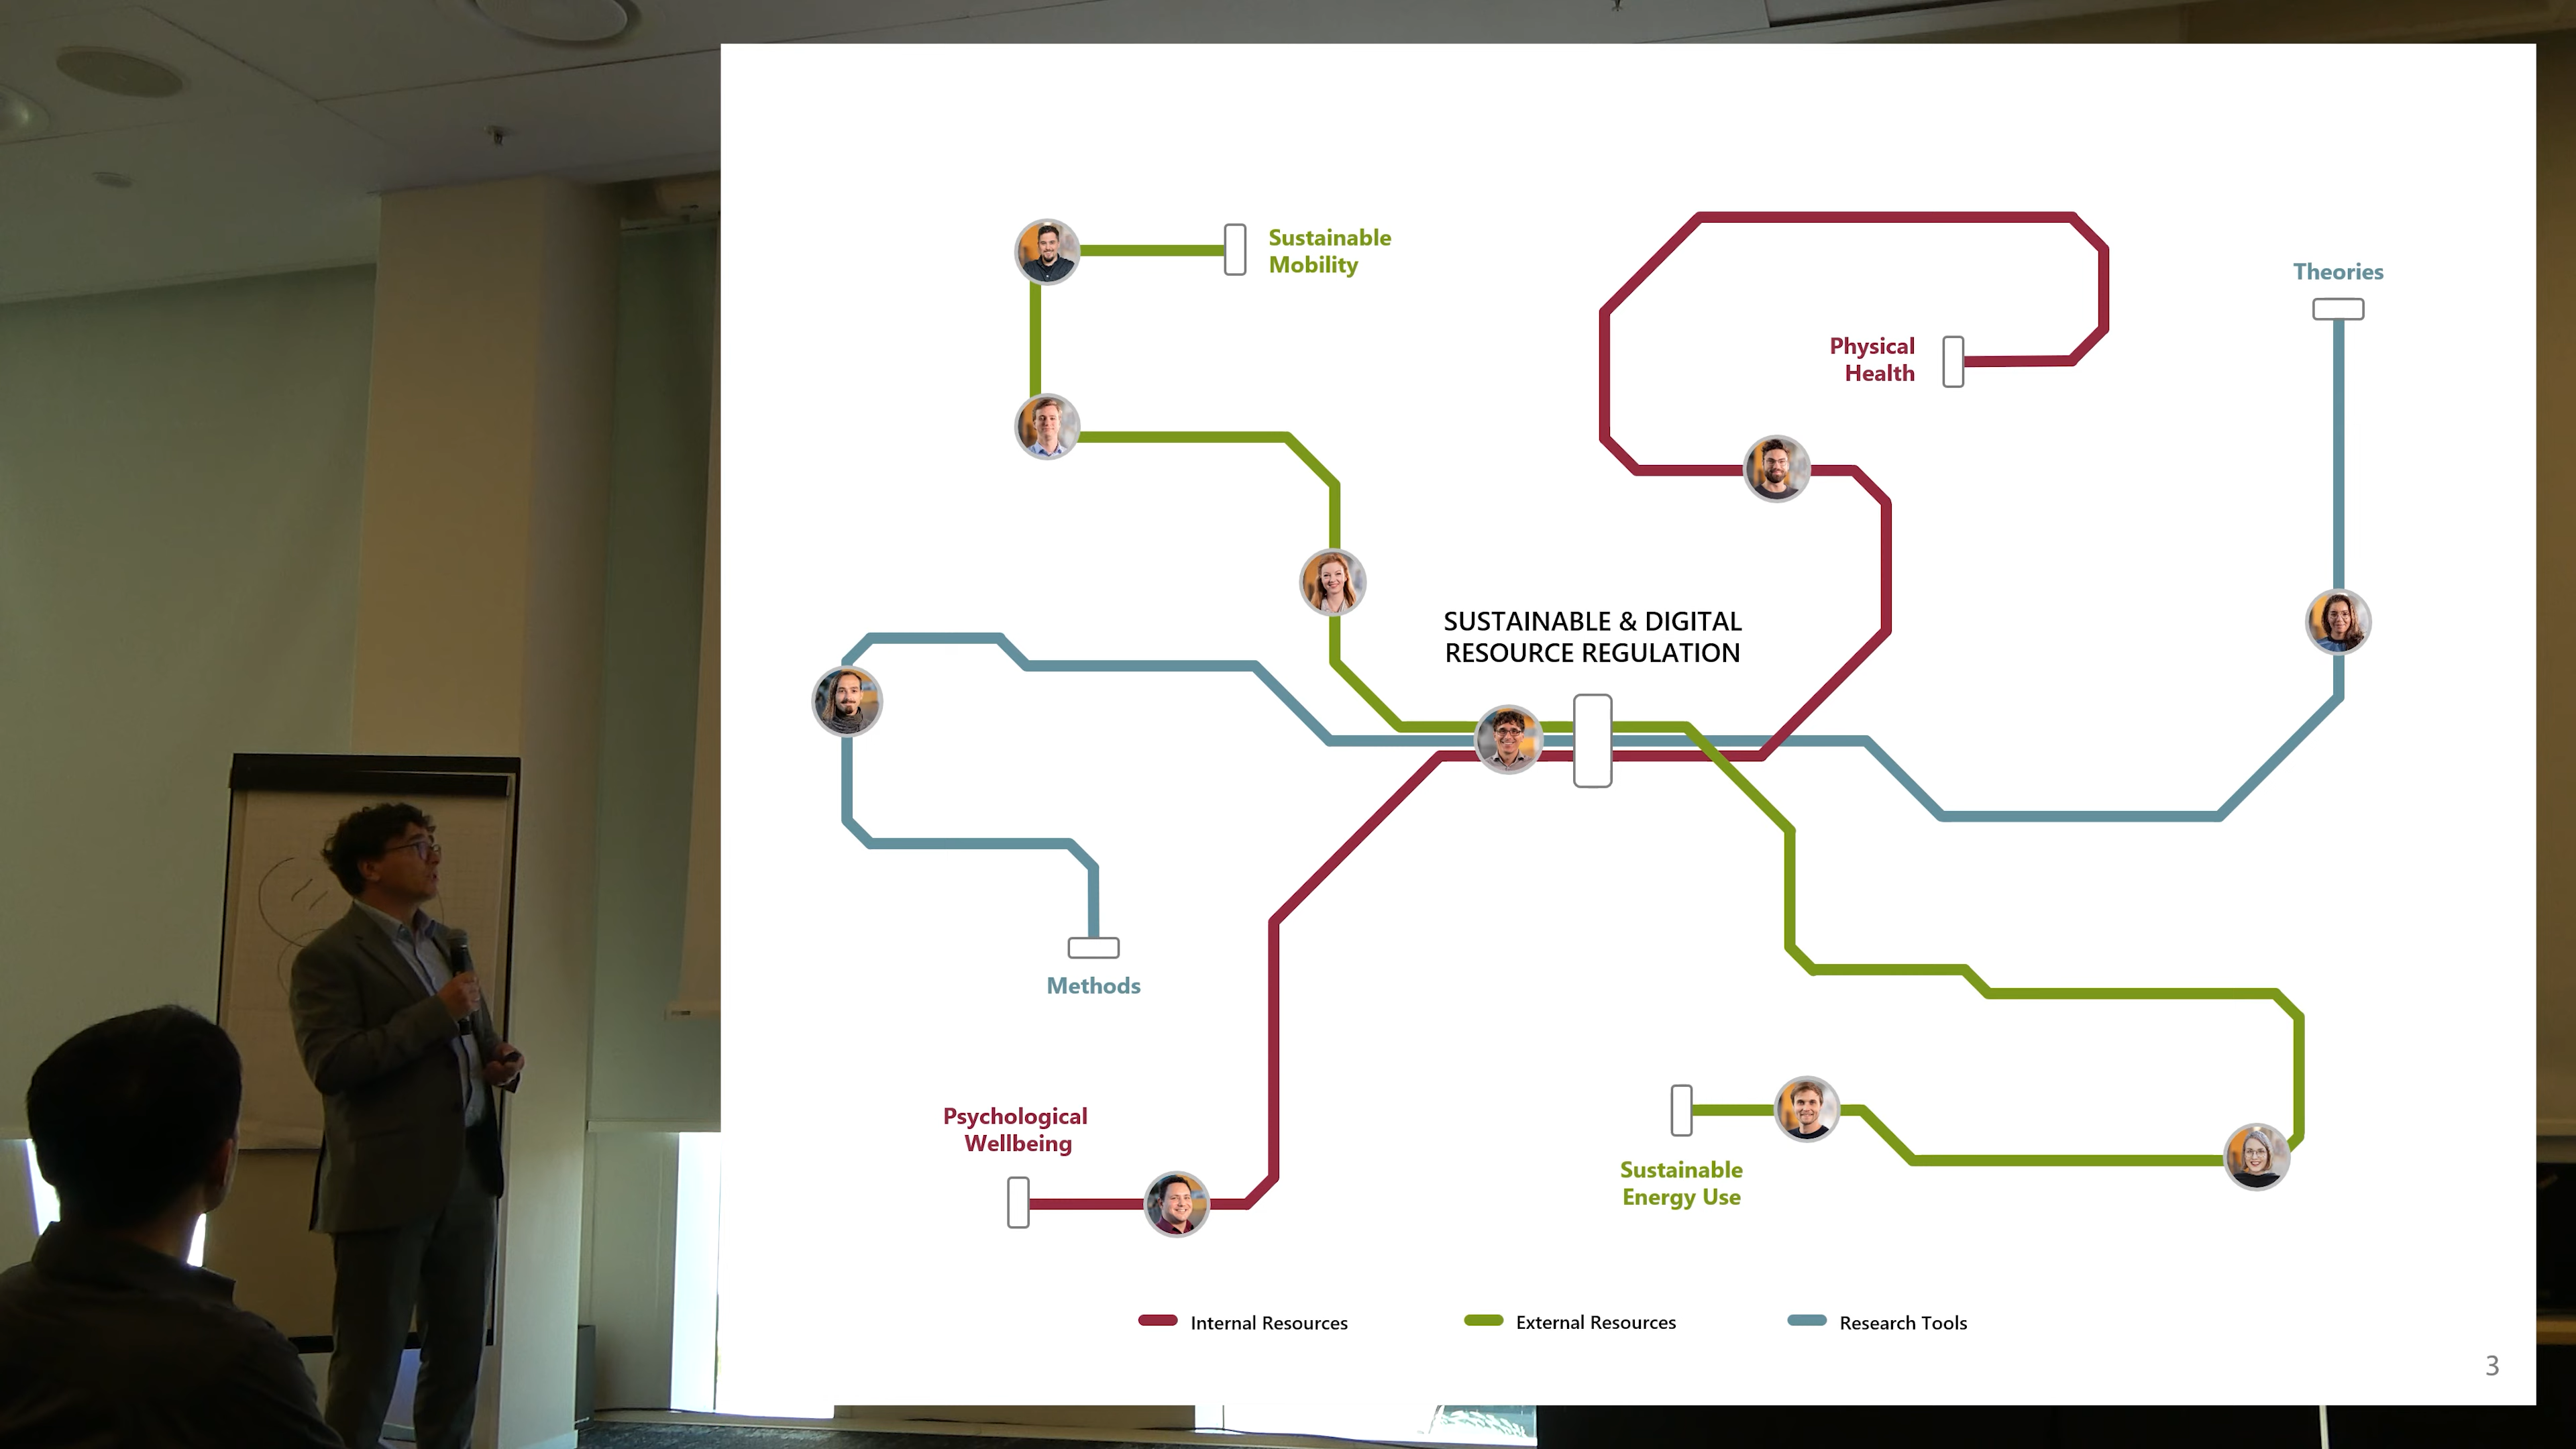 Sustainable
Mobility
Theories
Physical
Health
SUSTAINABLE & DIGITAL
RESOURCE REGULATION
Methods
Psychological
Wellbeing
Sustainable
Energy Use
Internal Resources
External Resources
Research Tools
3